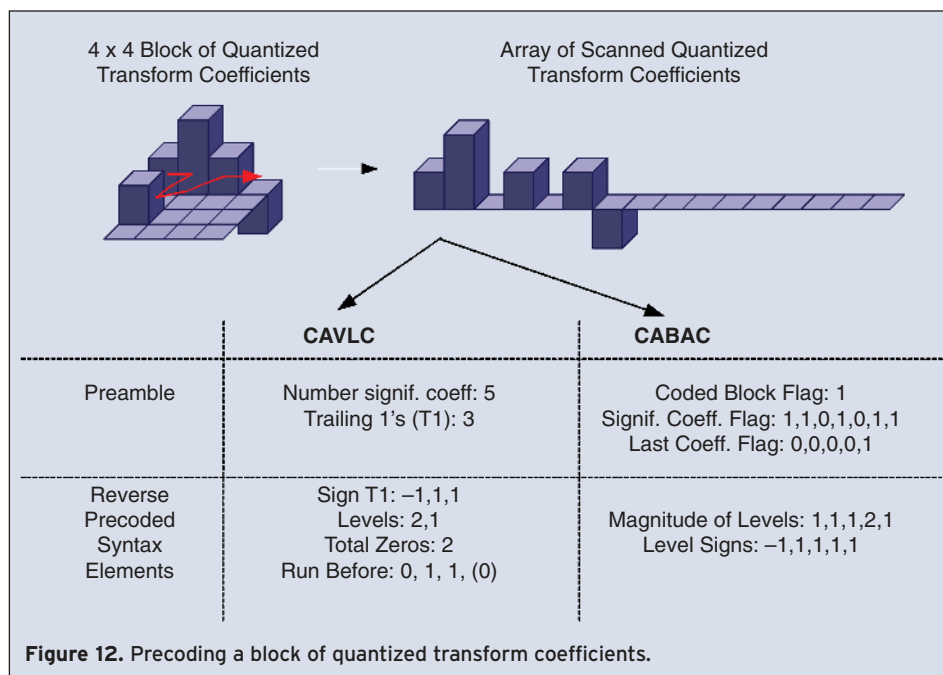 4 x 4 Block of Quantized
Transform Coefficients
Array of Scanned Quantized
Transform Coefficients
CAVLC
CABAC
Preamble
Number signif. coeff: 5
Trailing 1's (T1): 3
Coded Block Flag: 1
Signif. Coeff. Flag: 1,1,0,1,0,1,1
Last Coeff. Flag: 0,0,0,0,1
Reverse
Precoded
Syntax
Elements
Sign T1: –1,1,1
Levels: 2,1
Total Zeros: 2
Run Before: 0, 1, 1, (0)
Magnitude of Levels: 1,1,1,2,1
Level Signs: –1,1,1,1,1
Figure 12. Precoding a block of quantized transform coefficients.